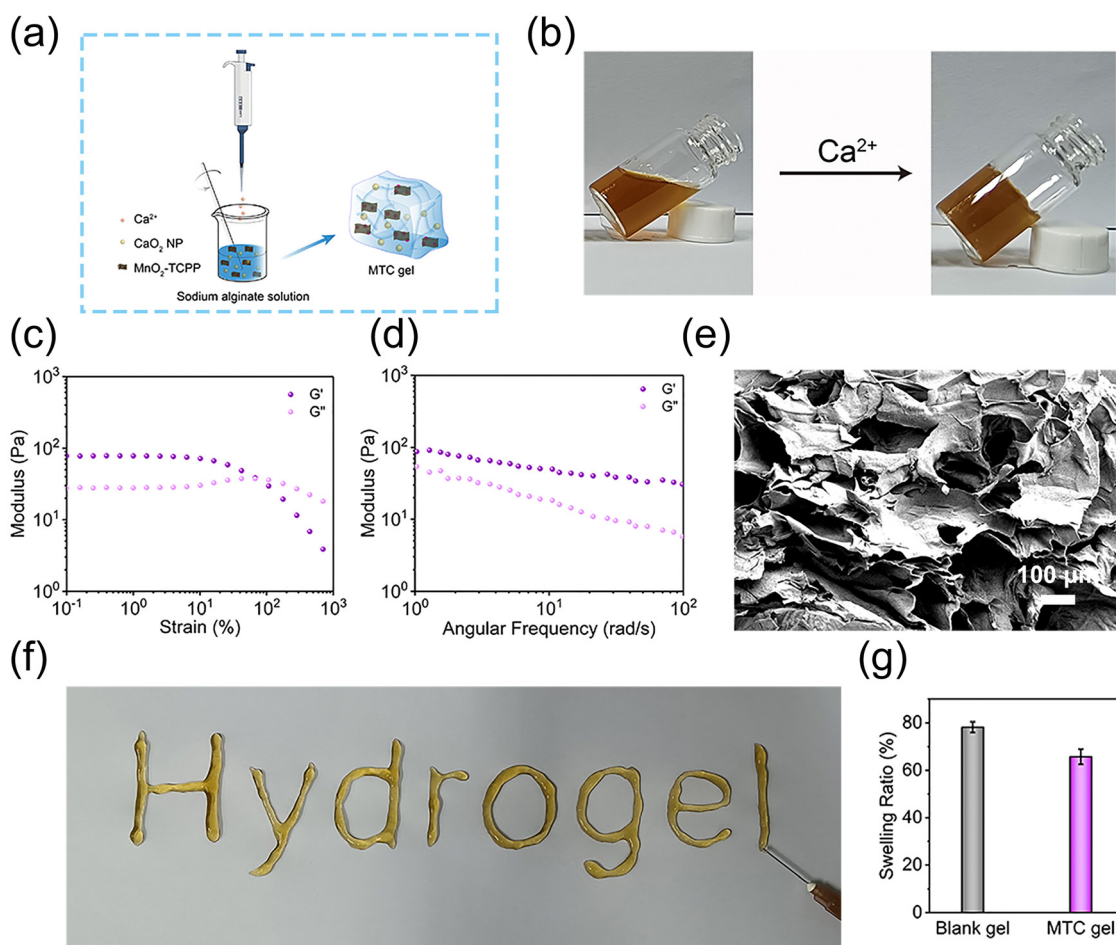 (a)
Ca²⁺
CaO₂ NP
MnO₂-TCPP
Sodium alginate solution
MTC gel
(b)
Ca²⁺
(c)
10³
10²
10¹
10⁰
Modulus (Pa)
G'
G"
10⁻¹ 10⁰ 10¹ 10² 10³
Strain (%)
(d)
10³
10²
10¹
10⁰
Modulus (Pa)
G'
G"
10⁰ 10¹ 10²
Angular Frequency (rad/s)
(e)
100 μm
(f)
Hydrogel
(g)
80
60
40
20
0
Swelling Ratio (%)
Blank gel MTC gel